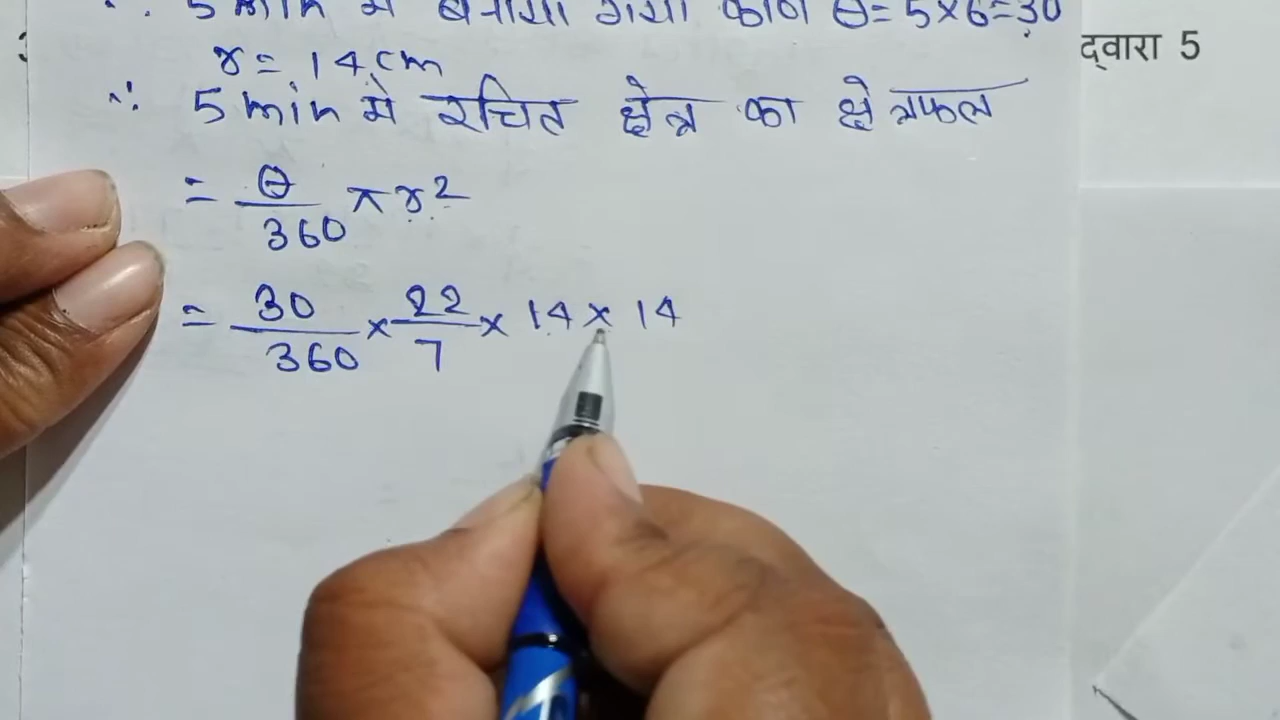 ∴ 5 min में बनाया गया कोण θ = 5 × 6 = 30
द्वारा 5
r = 14 cm
∴ 5 min मे रचित क्षेत्र का क्षेत्रफल
= θ/360 π r²
= 30/360 × 22/7 × 14 × 14